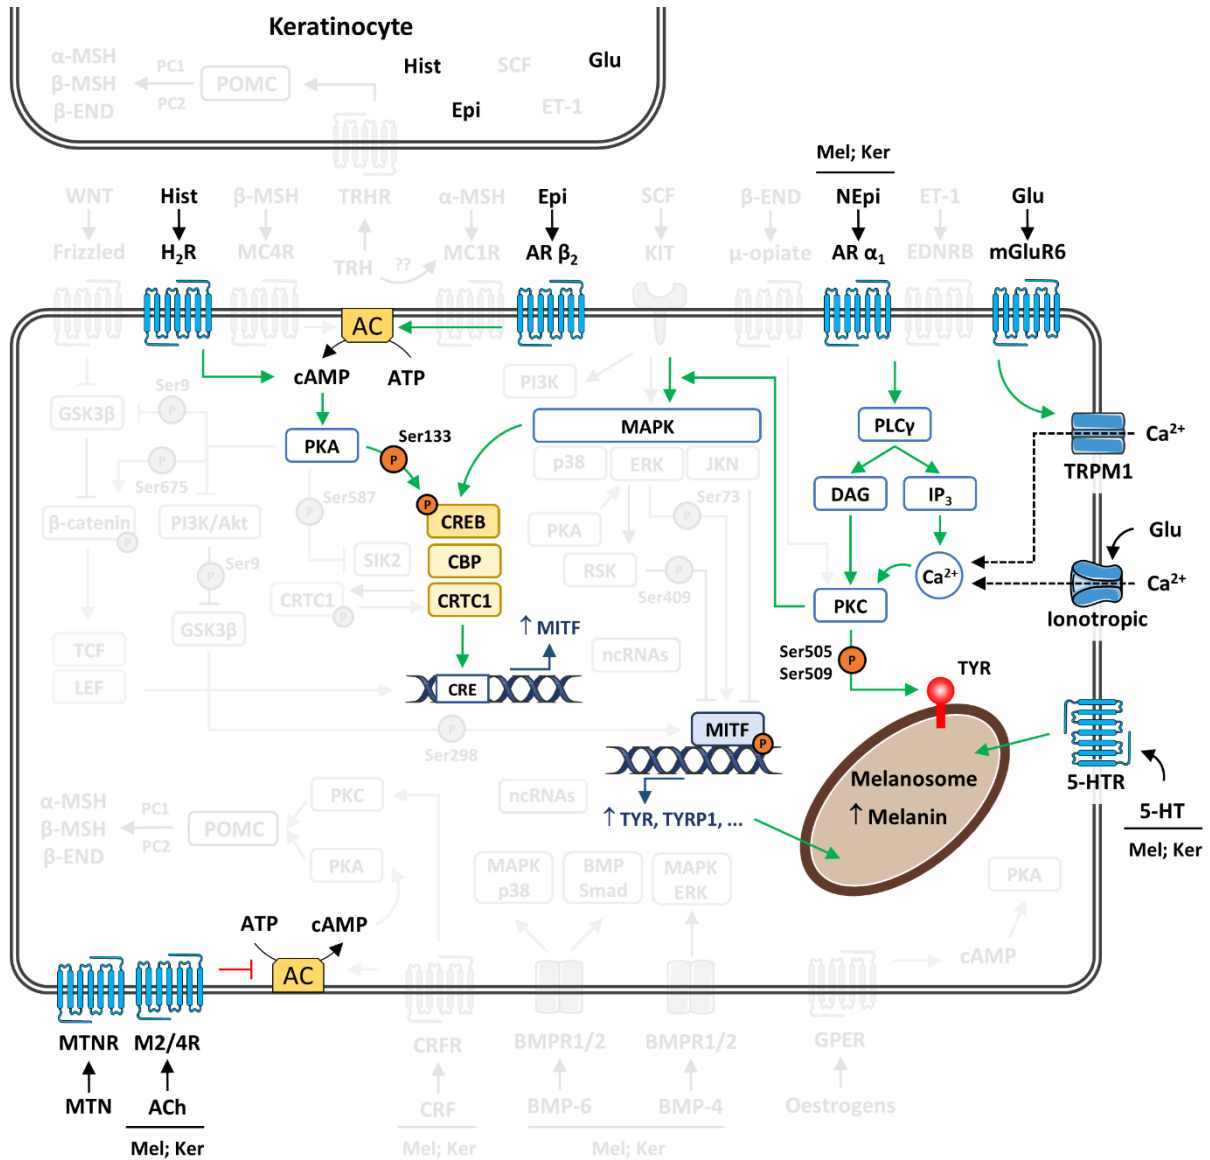 Keratinocyte
α-MSH
β-MSH
β-END
PC1
PC2
POMC
Hist
SCF
Glu
Epi
ET-1
Mel; Ker
WNT
Hist
β-MSH
TRHR
α-MSH
Epi
SCF
β-END
NEpi
ET-1
Glu
Frizzled
H2R
MC4R
TRH
??
MC1R
AR β2
KIT
μ-opiate
AR α1
EDNRB
mGluR6
AC
cAMP
ATP
PI3K
Ser9
P
GSK3β
PKA
Ser133
P
MAPK
PLCγ
Ca2+
TRPM1
P
Ser675
Ser587
P
p38
ERK
JKN
Ser73
P
DAG
IP3
β-catenin
P
PI3K/Akt
P
CREB
PKA
Glu
SIK2
CBP
RSK
P
Ser409
Ca2+
Ca2+
Ser9
P
CRTC1
P
CRTC1
PKC
Ionotropic
GSK3β
↑ MITF
TCF
LEF
CRE
ncRNAs
Ser505
Ser509
P
TYR
P
Ser298
MITF
P
5-HTR
Melanosome
↑ Melanin
α-MSH
β-MSH
β-END
PC1
PC2
POMC
PKC
PKA
ncRNAs
↑ TYR, TYRP1, ...
5-HT
Mel; Ker
MAPK
p38
BMP
Smad
MAPK
ERK
PKA
ATP
cAMP
AC
cAMP
MTNR
M2/4R
CRFR
BMPR1/2
BMPR1/2
GPER
MTN
ACh
CRF
BMP-6
BMP-4
Oestrogens
Mel; Ker
Mel; Ker
Mel; Ker